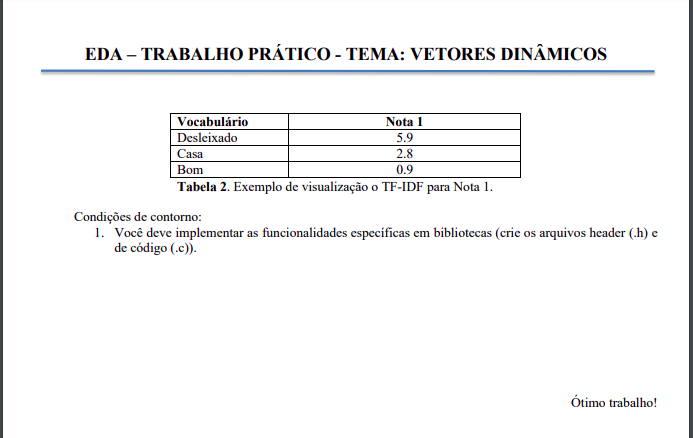 EDA – TRABALHO PRÁTICO - TEMA: VETORES DINÂMICOS
Vocabulário Nota 1
Desleixado 5.9
Casa 2.8
Bom 0.9
Tabela 2. Exemplo de visualização o TF-IDF para Nota 1.
Condições de contorno:
1. Você deve implementar as funcionalidades específicas em bibliotecas (crie os arquivos header (.h) e
de código (.c)).
Ótimo trabalho!